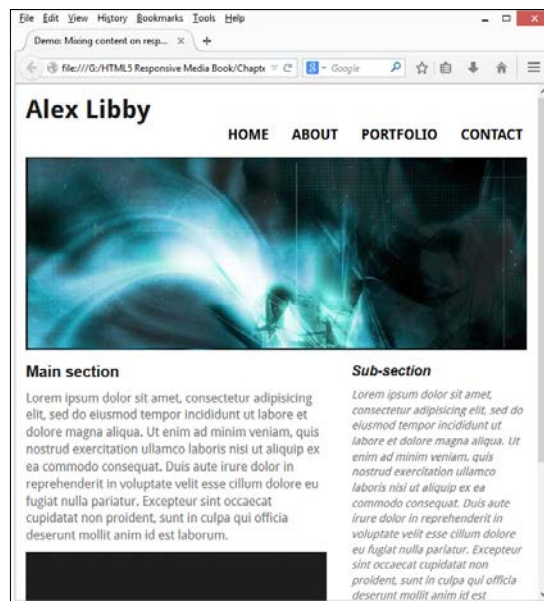 File Edit View History Bookmarks Tools Help
Demo: Mixing content on resp...
file:///G:/HTML5 Responsive Media Book/Chapte
Google
Alex Libby
HOME ABOUT PORTFOLIO CONTACT
Main section
Lorem ipsum dolor sit amet, consectetur adipisicing
elit, sed do eiusmod tempor incididunt ut labore et
dolore magna aliqua. Ut enim ad minim veniam, quis
nostrud exercitation ullamco laboris nisi ut aliquip ex
ea commodo consequat. Duis aute irure dolor in
reprehenderit in voluptate velit esse cillum dolore eu
fugiat nulla pariatur. Excepteur sint occaecat
cupidatat non proident, sunt in culpa qui officia
deserunt mollit anim id est laborum.
Sub-section
Lorem ipsum dolor sit amet,
consectetur adipisicing elit, sed do
eiusmod tempor incididunt ut
labore et dolore magna aliqua. Ut
enim ad minim veniam, quis
nostrud exercitation ullamco
laboris nisi ut aliquip ex ea
commodo consequat. Duis aute
irure dolor in reprehenderit in
voluptate velit esse cillum dolore
eu fugiat nulla pariatur. Excepteur
sint occaecat cupidatat non
proident, sunt in culpa qui officia
deserunt mollit anim id est